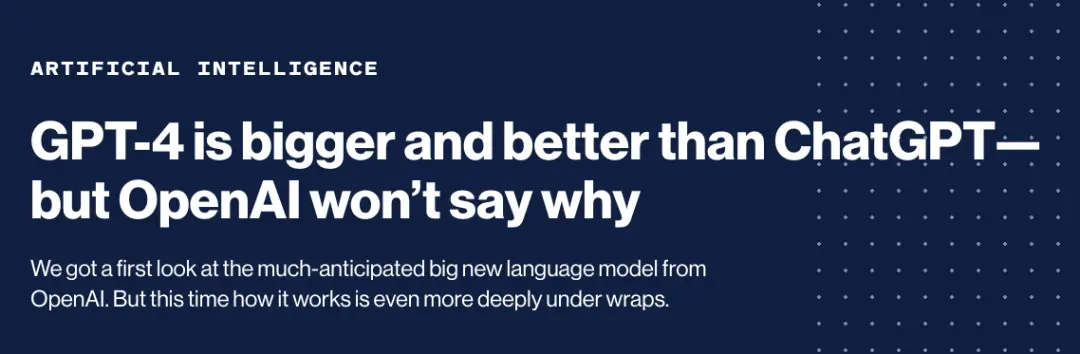 ARTIFICIAL INTELLIGENCE
GPT-4 is bigger and better than ChatGPT—
but OpenAI won’t say why
We got a first look at the much-anticipated big new language model from
OpenAI. But this time how it works is even more deeply under wraps.